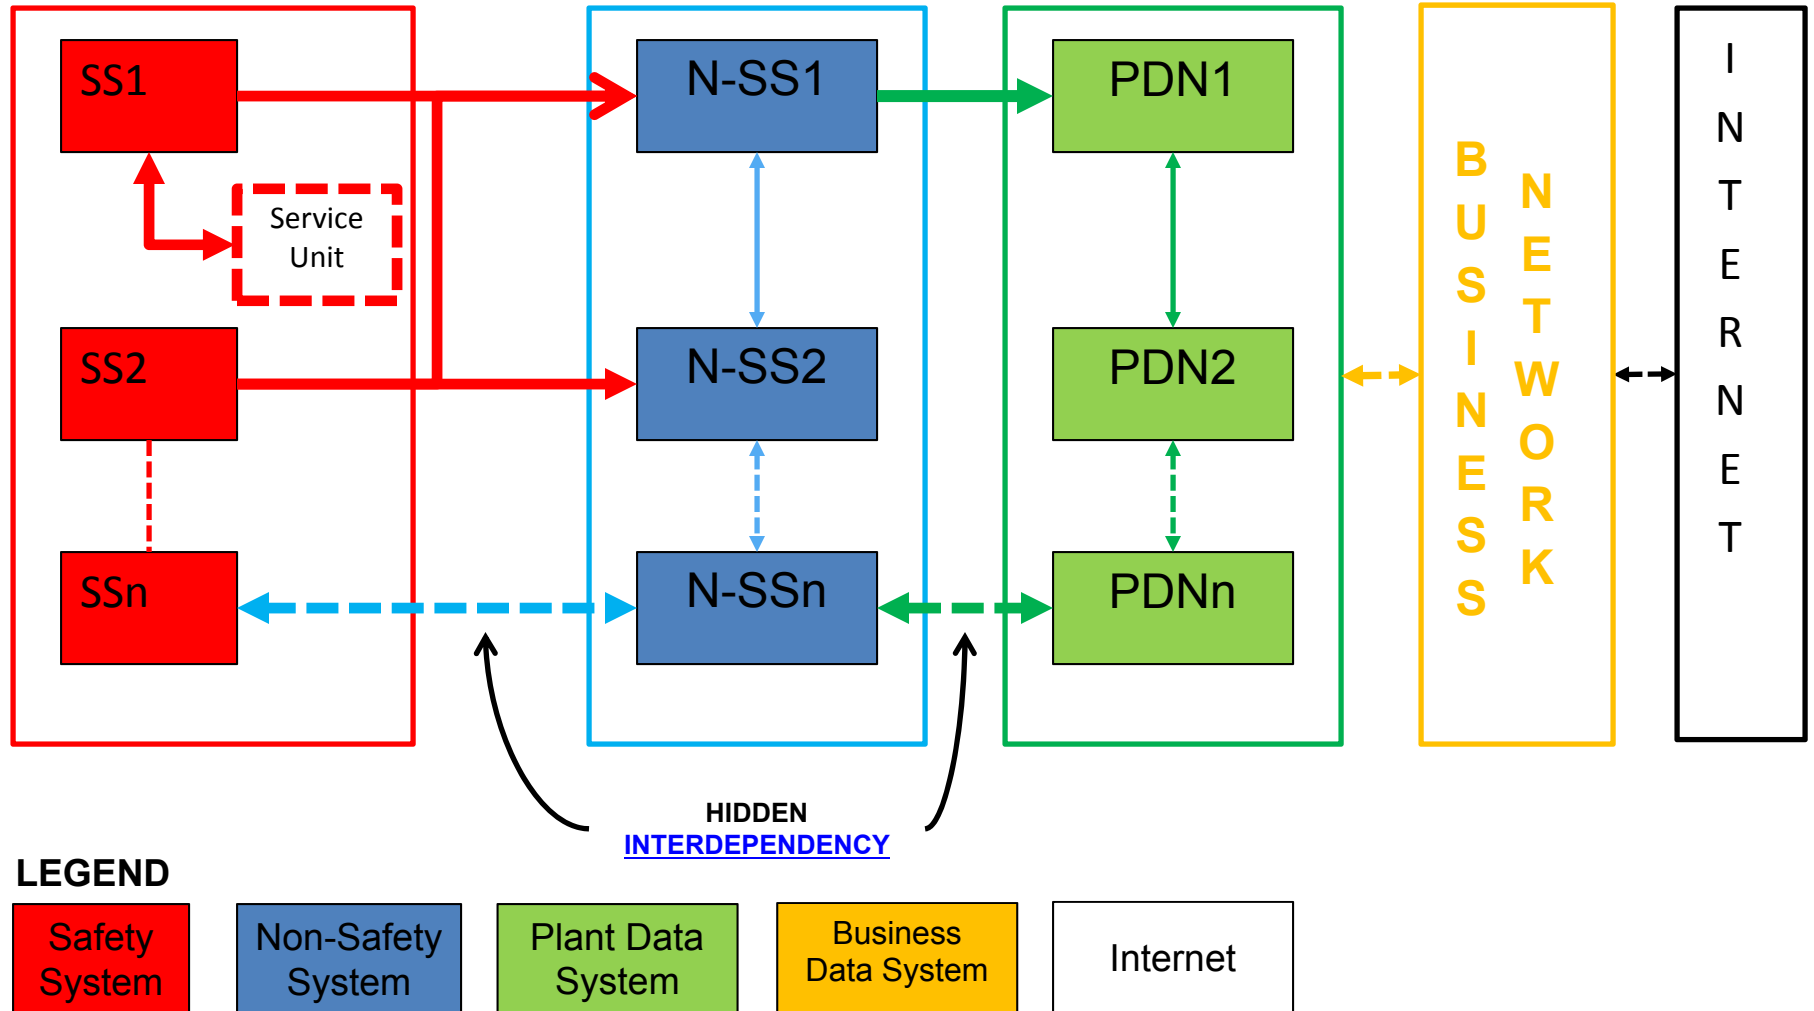 SS1
N-SS1
PDN1
Service
Unit
SS2
N-SS2
PDN2
SSn
N-SSn
PDNn
BUSINESS
NETWORK
INTERNET
HIDDEN
INTERDEPENDENCY
LEGEND
Safety
System
Non-Safety
System
Plant Data
System
Business
Data System
Internet